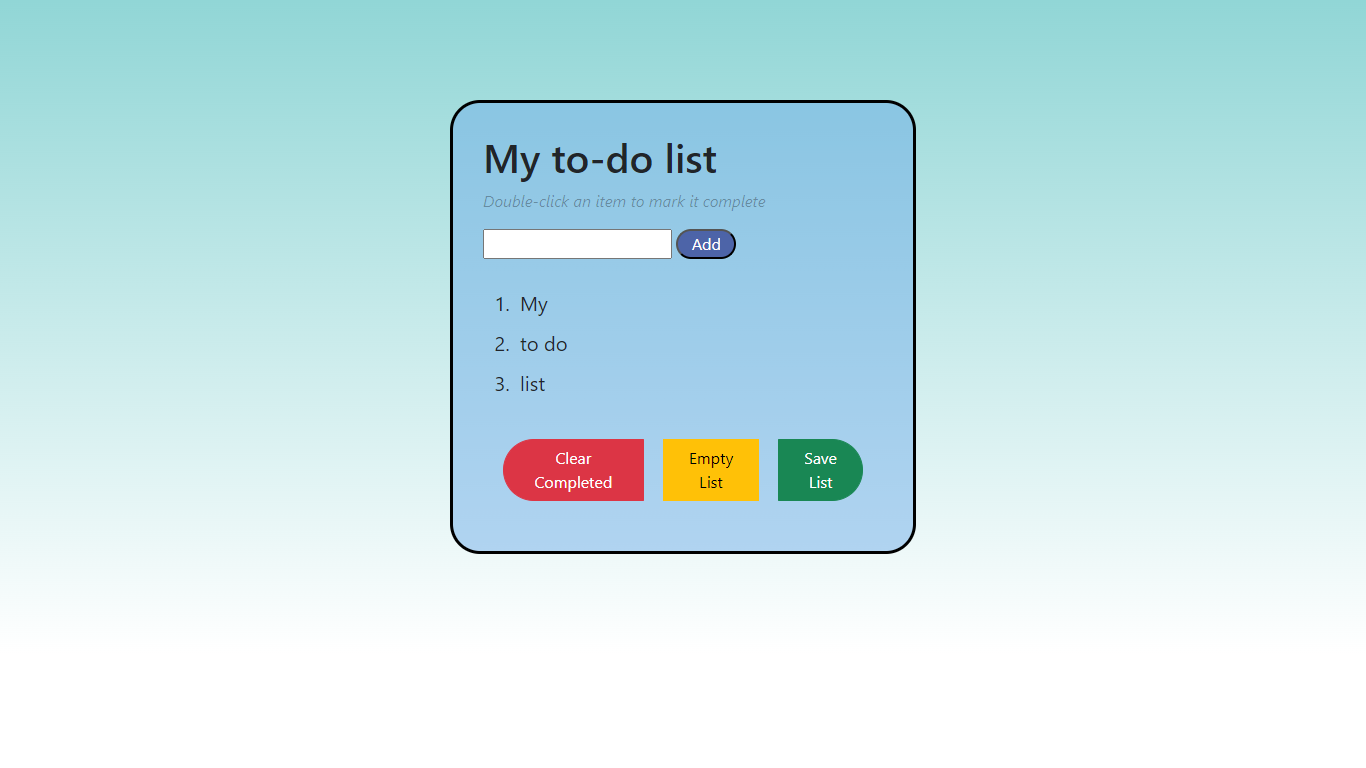 My to-do list
Double-click an item to mark it complete
Add
1. My
2. to do
3. list
Clear
Completed
Empty
List
Save
List